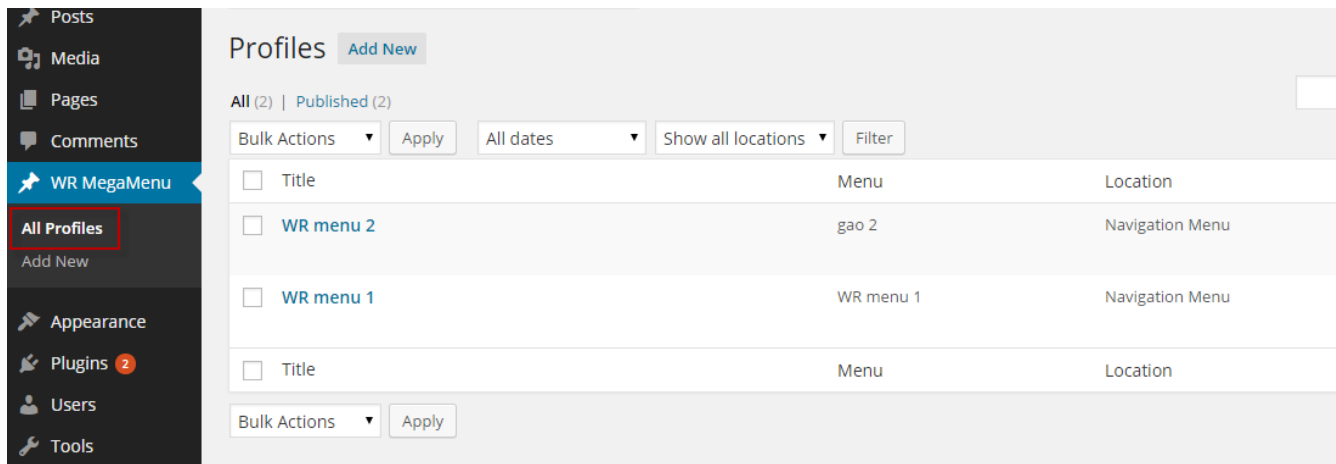 Posts
Media
Pages
Comments
WR MegaMenu
All Profiles
Add New
Appearance
Plugins 2
Users
Tools
Profiles Add New
All (2) | Published (2)
Bulk Actions Apply All dates Show all locations Filter
Title Menu Location
WR menu 2 gao 2 Navigation Menu
WR menu 1 WR menu 1 Navigation Menu
Title Menu Location
Bulk Actions Apply